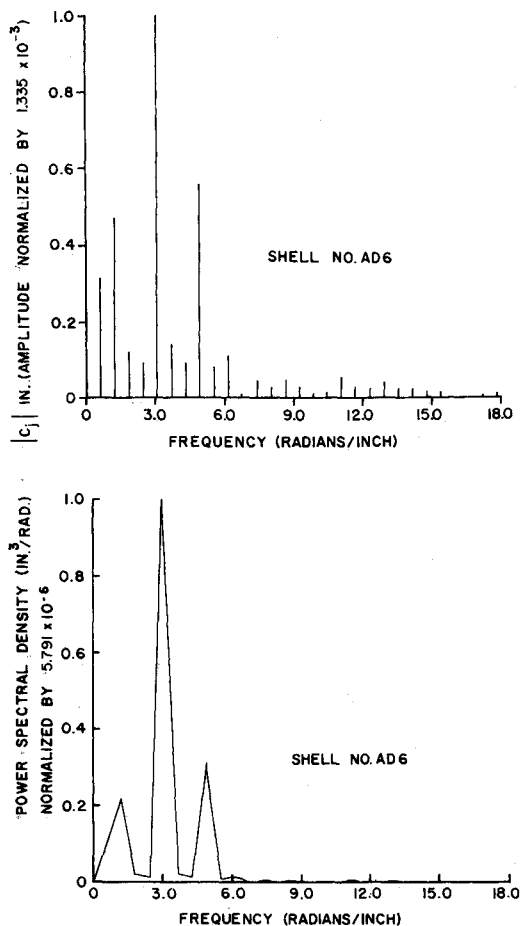 |Cj| IN. (AMPLITUDE NORMALIZED BY 1.335 x 10-3)
1.0
0.8
0.6
0.4
0.2
0
SHELL NO. AD6
0 3.0 6.0 9.0 12.0 15.0 18.0
FREQUENCY (RADIANS/INCH)
POWER SPECTRAL DENSITY (IN.3/RAD.)
NORMALIZED BY 5.791 x 10-6
1.0
0.8
0.6
0.4
0.2
0
SHELL NO. AD6
0 3.0 6.0 9.0 12.0 15.0 18.0
FREQUENCY (RADIANS/INCH)